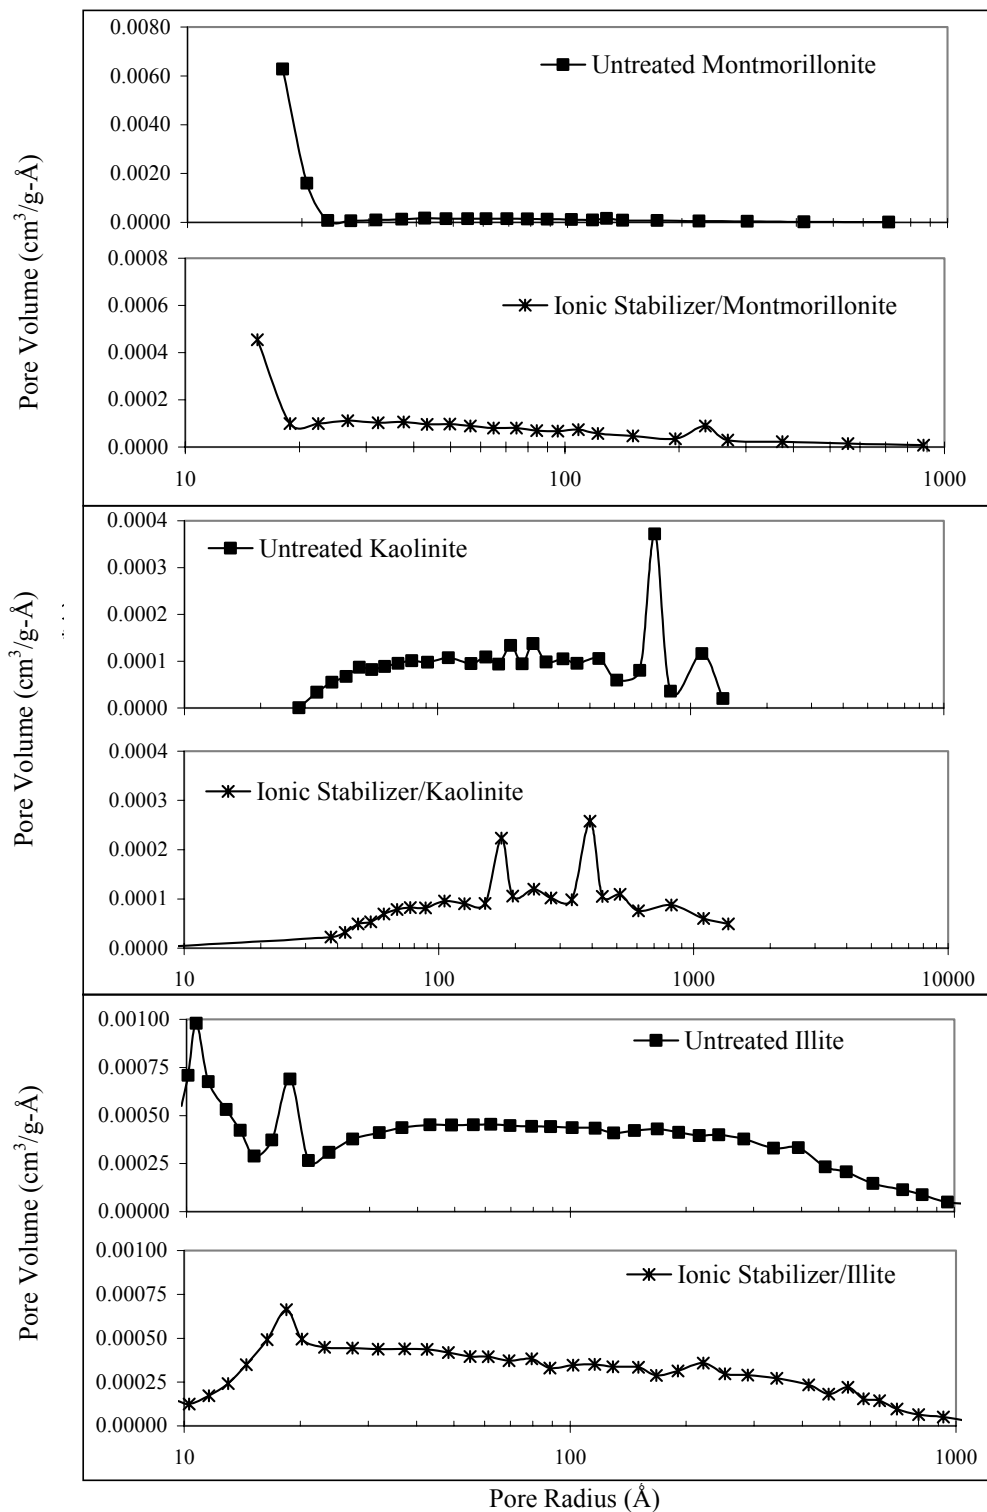 0.0080
0.0060
0.0040
0.0020
0.0000
Untreated Montmorillonite
0.0008
0.0006
0.0004
0.0002
0.0000
Ionic Stabilizer/Montmorillonite
10 100 1000
Pore Volume (cm³/g-Å)
0.0004
0.0003
0.0002
0.0001
0.0000
Untreated Kaolinite
0.0004
0.0003
0.0002
0.0001
0.0000
Ionic Stabilizer/Kaolinite
10 100 1000 10000
Pore Volume (cm³/g-Å)
0.00100
0.00075
0.00050
0.00025
0.00000
Untreated Illite
0.00100
0.00075
0.00050
0.00025
0.00000
Ionic Stabilizer/Illite
10 100 1000
Pore Volume (cm³/g-Å)
Pore Radius (Å)